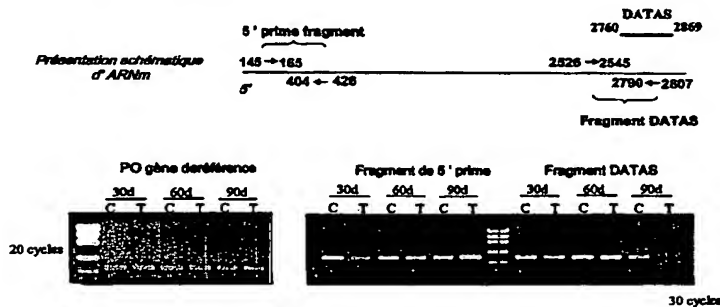 DATAS
2760 2869
5 ' prime fragment
Présentation schématique
d' ARNm
145 → 165
2526 → 2545
404 ← 426
2790 ← 2807
5'
Fragment DATAS
PO gène deréférence
Fragment de 5 ' prime
Fragment DATAS
30d 60d 90d
30d 60d 90d
30d 60d 90d
C T C T C T
C T C T C T
C T C T C T
20 cycles
30 cycles